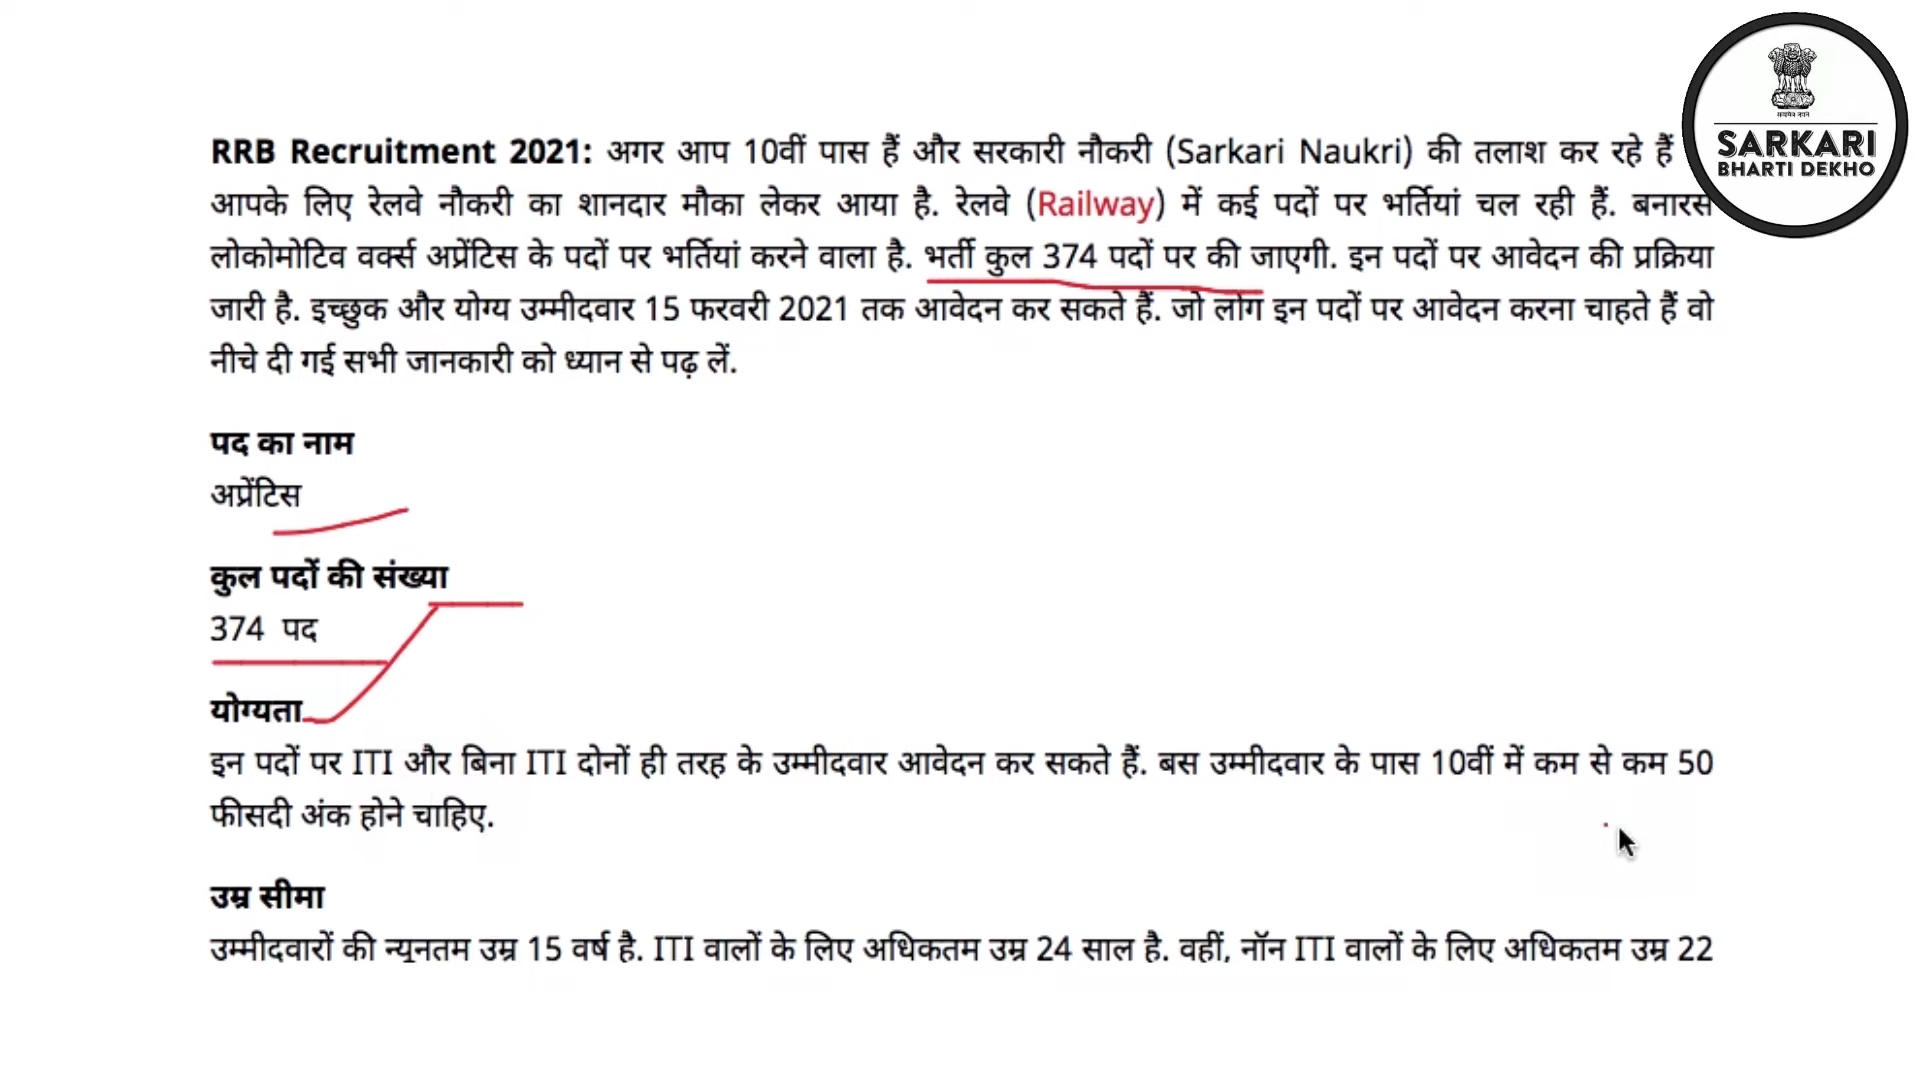 RRB Recruitment 2021: अगर आप 10वीं पास हैं और सरकारी नौकरी (Sarkari Naukri) की तलाश कर रहे हैं
आपके लिए रेलवे नौकरी का शानदार मौका लेकर आया है. रेलवे (Railway) में कई पदों पर भर्तियां चल रही हैं. बनारस
लोकोमोटिव वर्क्स अप्रेंटिस के पदों पर भर्तियां करने वाला है. भर्ती कुल 374 पदों पर की जाएगी. इन पदों पर आवेदन की प्रक्रिया
जारी है. इच्छुक और योग्य उम्मीदवार 15 फरवरी 2021 तक आवेदन कर सकते हैं. जो लोग इन पदों पर आवेदन करना चाहते हैं वो
नीचे दी गई सभी जानकारी को ध्यान से पढ़ लें.
पद का नाम
अप्रेंटिस
कुल पदों की संख्या
374 पद
योग्यता
इन पदों पर ITI और बिना ITI दोनों ही तरह के उम्मीदवार आवेदन कर सकते हैं. बस उम्मीदवार के पास 10वीं में कम से कम 50
फीसदी अंक होने चाहिए.
उम्र सीमा
उम्मीदवारों की न्यूनतम उम्र 15 वर्ष है. ITI वालों के लिए अधिकतम उम्र 24 साल है. वहीं, नॉन ITI वालों के लिए अधिकतम उम्र 22
सत्यमेव जयते
SARKARI
BHARTI DEKHO